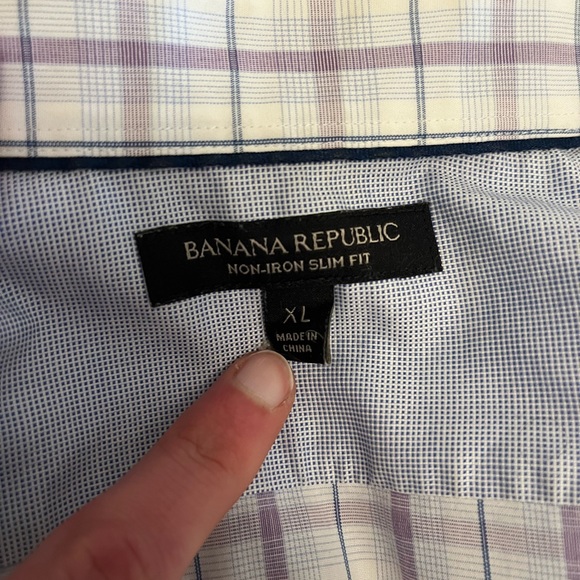 BANANA REPUBLIC
NON-IRON SLIM FIT
XL
MADE IN
CHINA